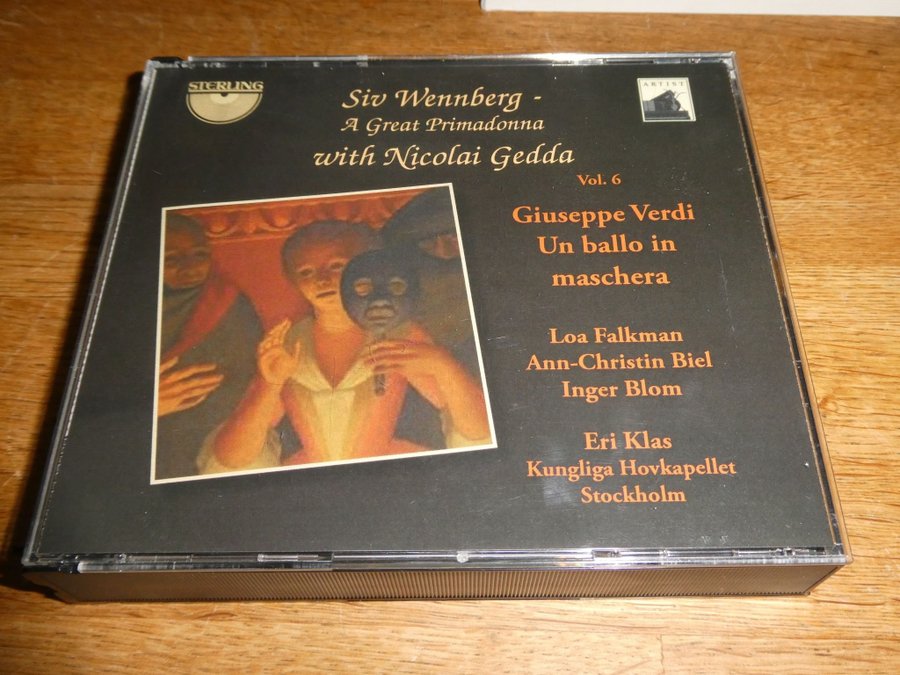 STERLING
ARTIST
Siv Wennberg -
A Great Primadonna
with Nicolai Gedda
Vol. 6
Giuseppe Verdi
Un ballo in
maschera
Loa Falkman
Ann-Christin Biel
Inger Blom
Eri Klas
Kungliga Hovkapellet
Stockholm